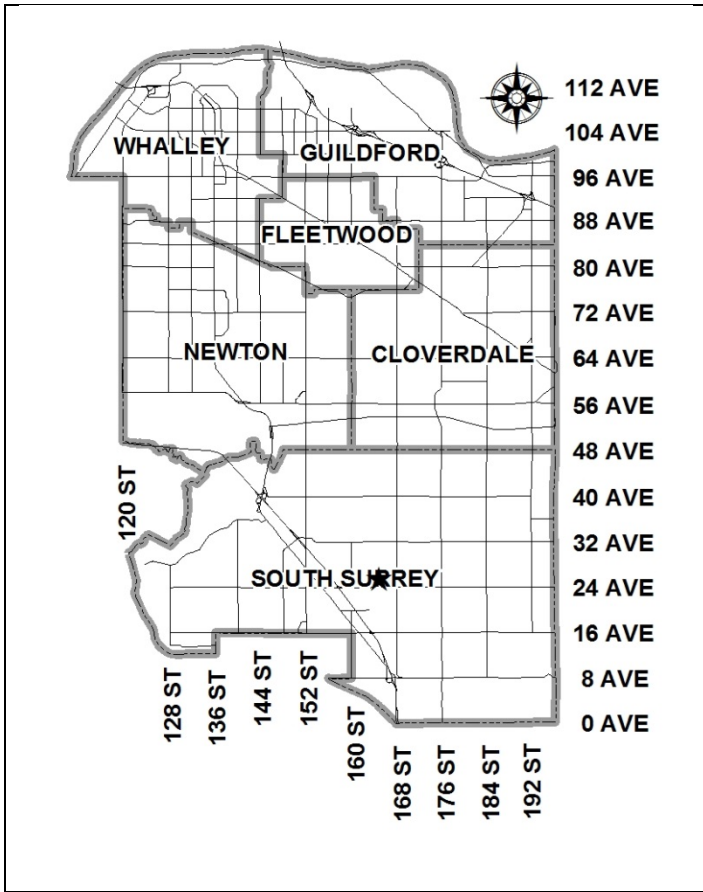 112 AVE
104 AVE
WHALLEY
GUILDFORD
96 AVE
88 AVE
FLEETWOOD
80 AVE
72 AVE
NEWTON
CLOVERDALE
64 AVE
56 AVE
48 AVE
120 ST
40 AVE
32 AVE
SOUTH SURREY
24 AVE
16 AVE
8 AVE
0 AVE
128 ST
136 ST
144 ST
152 ST
160 ST
168 ST
176 ST
184 ST
192 ST